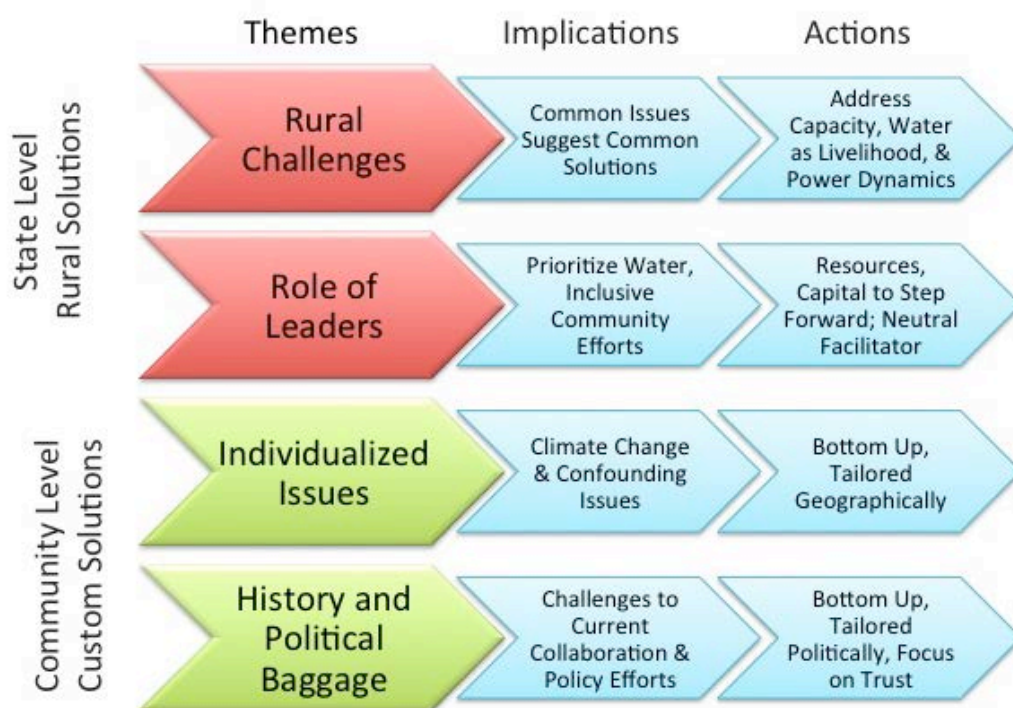 Themes
Implications
Actions
State Level
Rural Solutions
Rural
Challenges
Common Issues
Suggest Common
Solutions
Address
Capacity, Water
as Livelihood, &
Power Dynamics
Role of
Leaders
Prioritize Water,
Inclusive
Community
Efforts
Resources,
Capital to Step
Forward; Neutral
Facilitator
Community Level
Custom Solutions
Individualized
Issues
Climate Change
& Confounding
Issues
Bottom Up,
Tailored
Geographically
History and
Political
Baggage
Challenges to
Current
Collaboration &
Policy Efforts
Bottom Up,
Tailored
Politically, Focus
on Trust